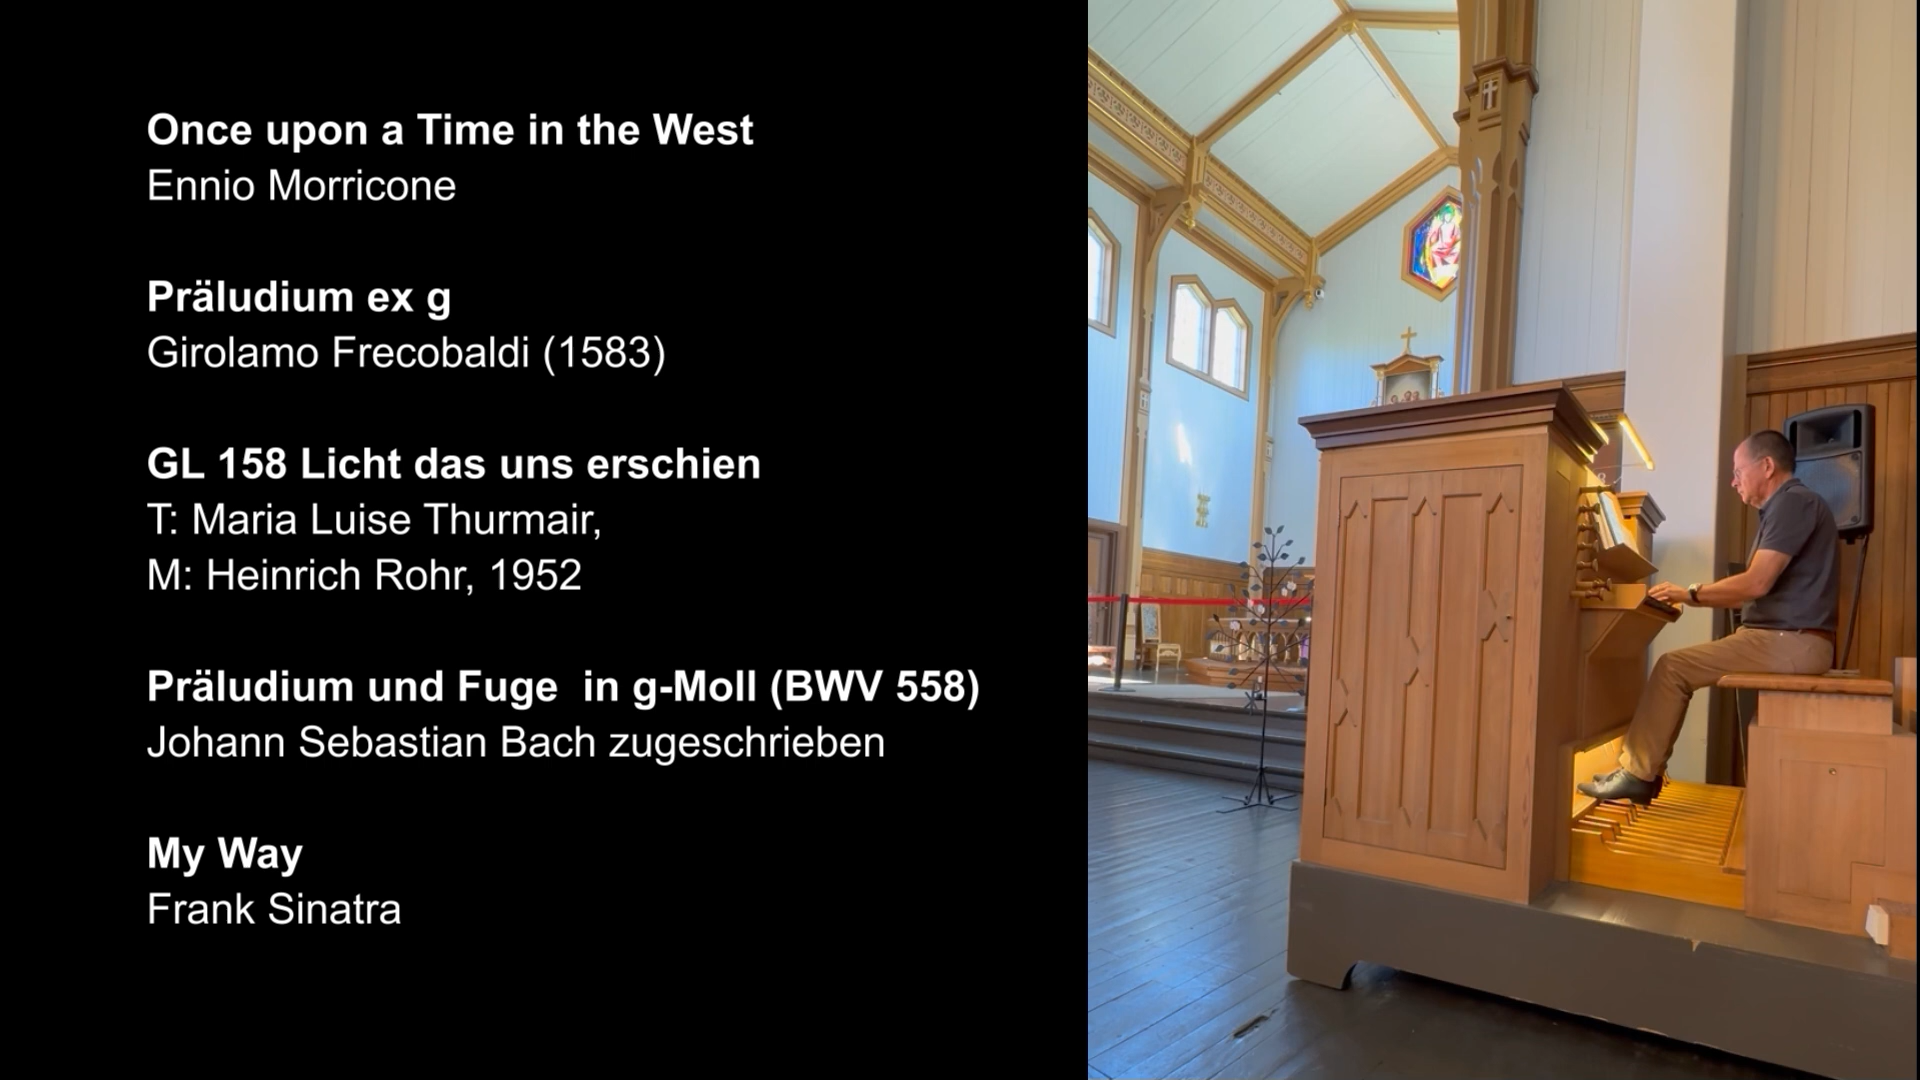 Once upon a Time in the West
Ennio Morricone
Präludium ex g
Girolamo Frecobaldi (1583)
GL 158 Licht das uns erschien
T: Maria Luise Thurmair,
M: Heinrich Rohr, 1952
Präludium und Fuge  in g-Moll (BWV 558)
Johann Sebastian Bach zugeschrieben
My Way
Frank Sinatra